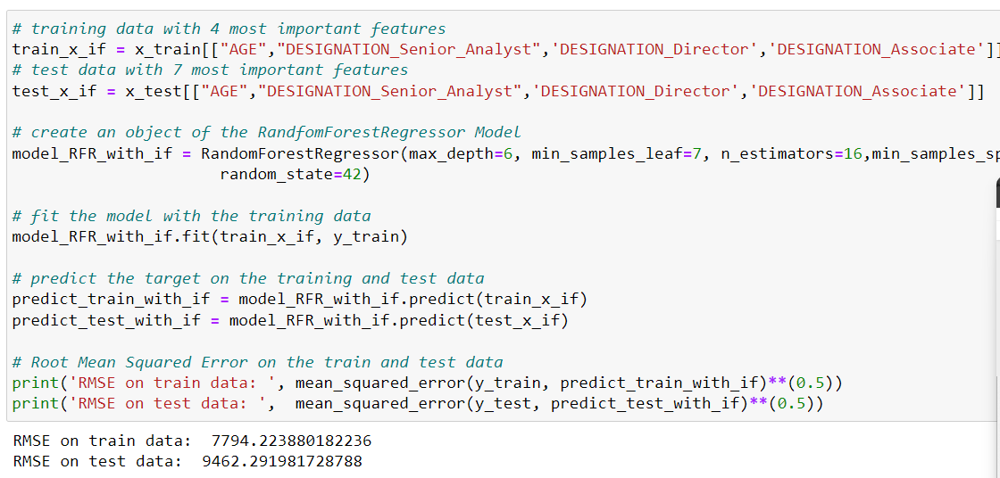 # training data with 4 most important features
train_x_if = x_train[["AGE","DESIGNATION_Senior_Analyst",'DESIGNATION_Director','DESIGNATION_Associate']]
# test data with 7 most important features
test_x_if = x_test[["AGE","DESIGNATION_Senior_Analyst",'DESIGNATION_Director','DESIGNATION_Associate']]
# create an object of the RandfomForestRegressor Model
model_RFR_with_if = RandomForestRegressor(max_depth=6, min_samples_leaf=7, n_estimators=16,min_samples_sp
random_state=42)
# fit the model with the training data
model_RFR_with_if.fit(train_x_if, y_train)
# predict the target on the training and test data
predict_train_with_if = model_RFR_with_if.predict(train_x_if)
predict_test_with_if = model_RFR_with_if.predict(test_x_if)
# Root Mean Squared Error on the train and test data
print('RMSE on train data: ', mean_squared_error(y_train, predict_train_with_if)**(0.5))
print('RMSE on test data: ',  mean_squared_error(y_test, predict_test_with_if)**(0.5))
RMSE on train data:  7794.223880182236
RMSE on test data:  9462.291981728788